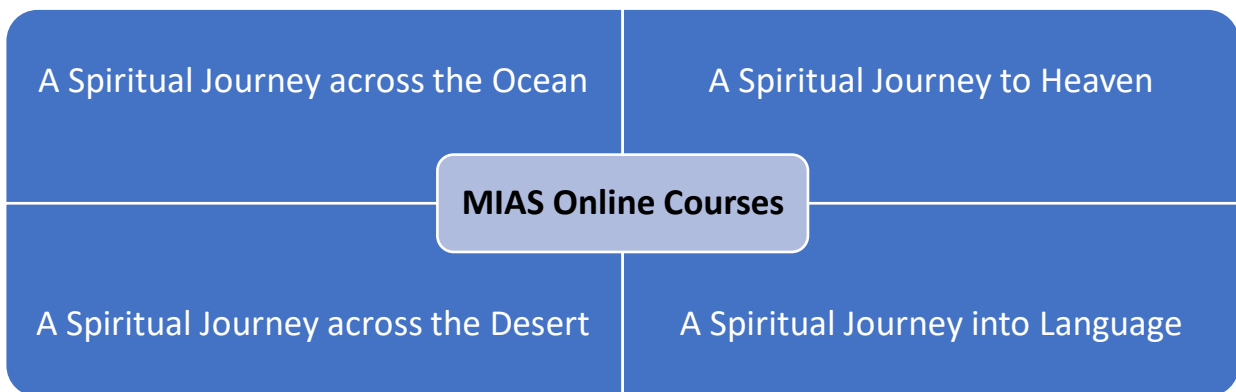 A Spiritual Journey across the Ocean
A Spiritual Journey to Heaven
MIAS Online Courses
A Spiritual Journey across the Desert
A Spiritual Journey into Language